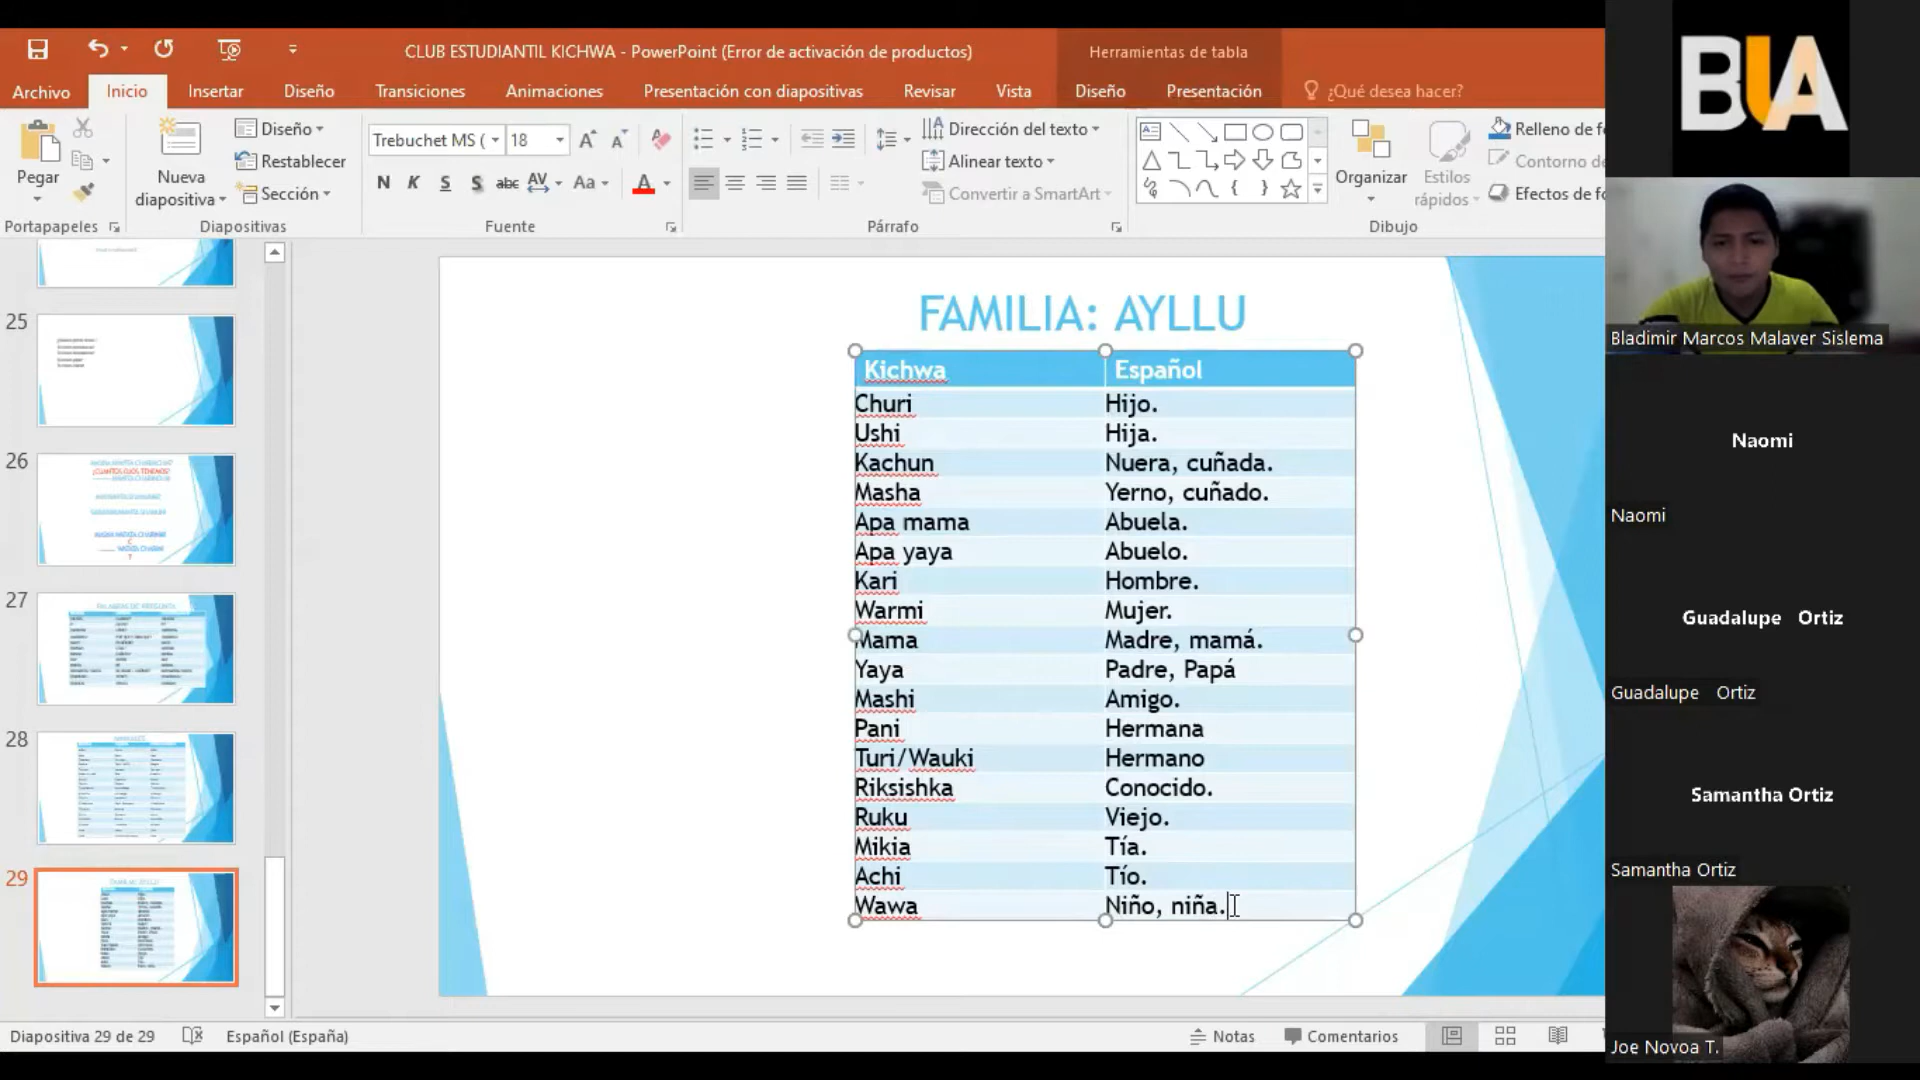 CLUB ESTUDIANTIL KICHWA - PowerPoint (Error de activación de productos)
Herramientas de tabla
Archivo
Inicio
Insertar
Diseño
Transiciones
Animaciones
Presentación con diapositivas
Revisar
Vista
Diseño
Presentación
¿Qué desea hacer?
Pegar
Nueva diapositiva
Diseño
Restablecer
Sección
Trebuchet MS (
18
N K S S abc AV Aa A
Dirección del texto
Alinear texto
Convertir a SmartArt
Organizar
Estilos rápidos
Relleno de fo
Contorno de
Efectos de fo
Portapapeles
Diapositivas
Fuente
Párrafo
Dibujo
25
26
27
28
29
FAMILIA: AYLLU
Kichwa Español
Churi Hijo.
Ushi Hija.
Kachun Nuera, cuñada.
Masha Yerno, cuñado.
Apa mama Abuela.
Apa yaya Abuelo.
Kari Hombre.
Warmi Mujer.
Mama Madre, mamá.
Yaya Padre, Papá
Mashi Amigo.
Pani Hermana
Turi/Wauki Hermano
Riksishka Conocido.
Ruku Viejo.
Mikia Tía.
Achi Tío.
Wawa Niño, niña.
Diapositiva 29 de 29
Español (España)
Notas
Comentarios
BUA
Bladimir Marcos Malaver Sislema
Naomi
Naomi
Guadalupe Ortiz
Guadalupe Ortiz
Samantha Ortiz
Samantha Ortiz
Joe Novoa T.